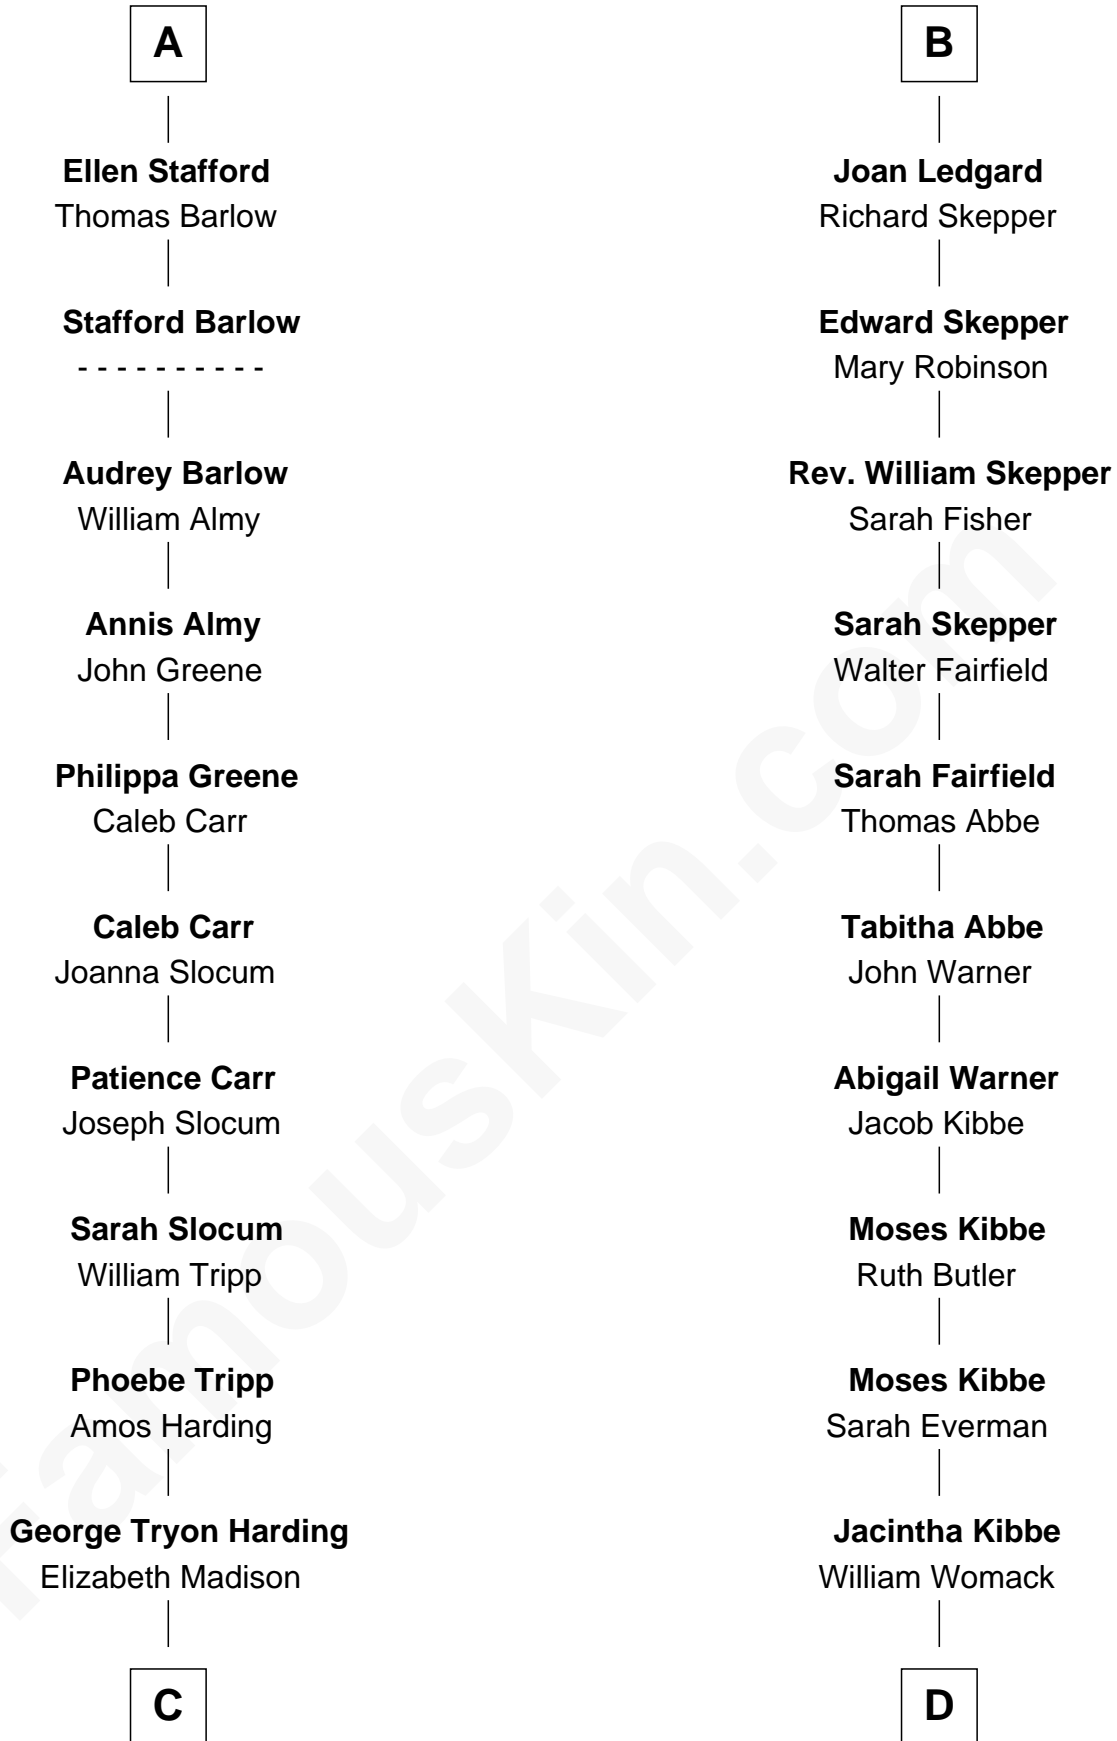 A
Ellen Stafford
Thomas Barlow
Stafford Barlow
- - - - - - - - - -
Audrey Barlow
William Almy
Annis Almy
John Greene
Philippa Greene
Caleb Carr
Caleb Carr
Joanna Slocum
Patience Carr
Joseph Slocum
Sarah Slocum
William Tripp
Phoebe Tripp
Amos Harding
George Tryon Harding
Elizabeth Madison
C
B
Joan Ledgard
Richard Skepper
Edward Skepper
Mary Robinson
Rev. William Skepper
Sarah Fisher
Sarah Skepper
Walter Fairfield
Sarah Fairfield
Thomas Abbe
Tabitha Abbe
John Warner
Abigail Warner
Jacob Kibbe
Moses Kibbe
Ruth Butler
Moses Kibbe
Sarah Everman
Jacintha Kibbe
William Womack
D
FamousKin.com